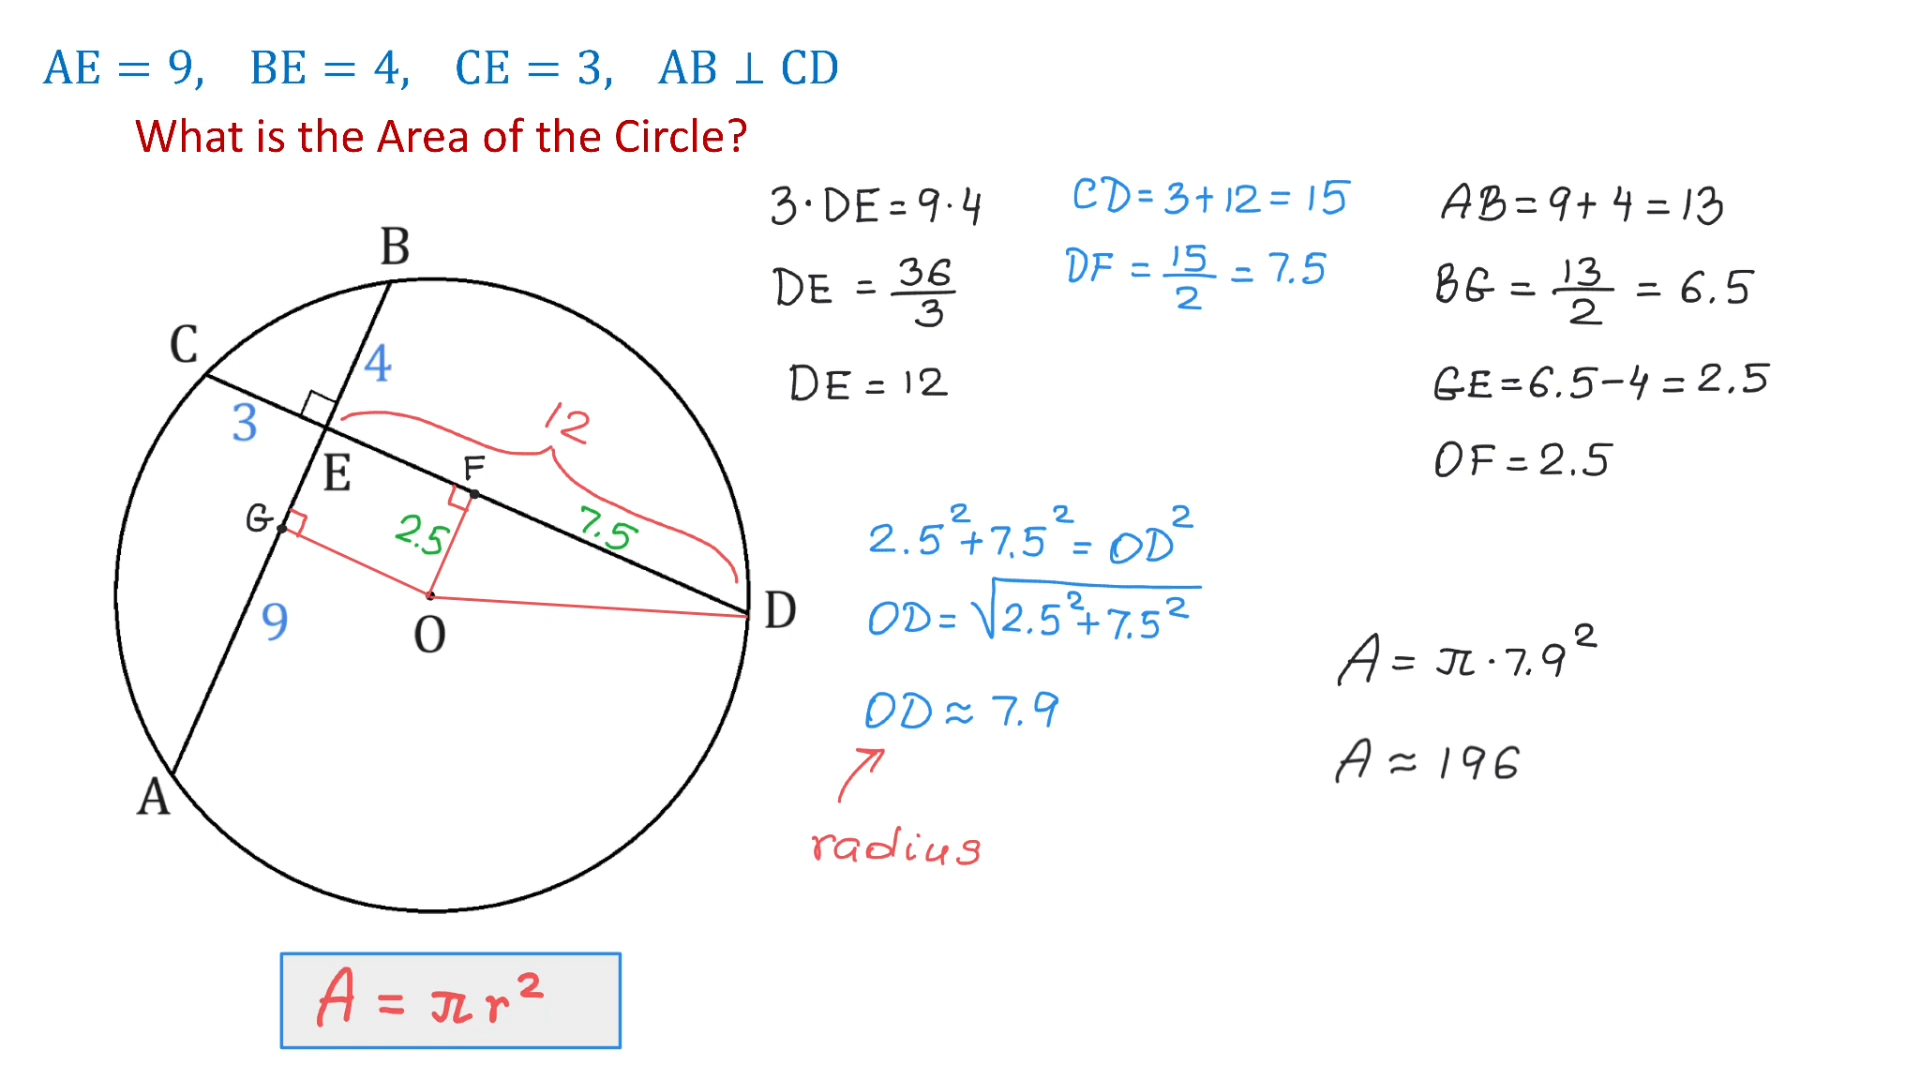 AE = 9, BE = 4, CE = 3, AB ⊥ CD
What is the Area of the Circle?
3·DE=9·4
DE = 36/3
DE = 12
CD=3+12=15
DF = 15/2 = 7.5
AB=9+4=13
BG = 13/2 = 6.5
GE=6.5-4=2.5
OF=2.5
B
C
4
3
12
E
F
G
2.5
7.5
9
O
D
A
2.5²+7.5²=OD²
OD=√2.5²+7.5²
OD≈7.9
radius
A=π·7.9²
A≈196
A = πr²